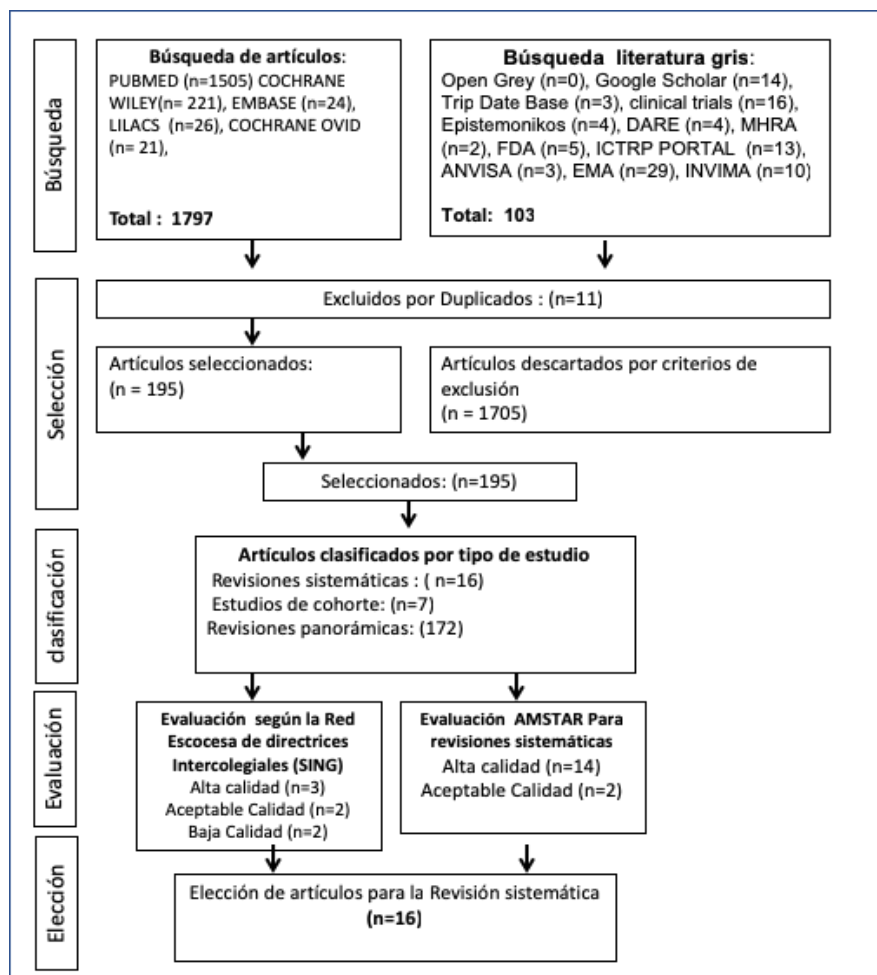 Búsqueda
Búsqueda de artículos:
PUBMED (n=1505) COCHRANE
WILEY(n= 221), EMBASE (n=24),
LILACS (n=26), COCHRANE OVID
(n= 21),
Total : 1797
Búsqueda literatura gris:
Open Grey (n=0), Google Scholar (n=14),
Trip Date Base (n=3), clinical trials (n=16),
Epistemonikos (n=4), DARE (n=4), MHRA
(n=2), FDA (n=5), ICTRP PORTAL (n=13),
ANVISA (n=3), EMA (n=29), INVIMA (n=10)
Total: 103
Selección
Excluidos por Duplicados : (n=11)
Artículos seleccionados:
(n = 195)
Artículos descartados por criterios de
exclusión
(n = 1705)
Seleccionados: (n=195)
clasificación
Artículos clasificados por tipo de estudio
Revisiones sistemáticas : ( n=16)
Estudios de cohorte: (n=7)
Revisiones panorámicas: (172)
Evaluación
Evaluación según la Red
Escocesa de directrices
Intercolegiales (SING)
Alta calidad (n=3)
Aceptable Calidad (n=2)
Baja Calidad (n=2)
Evaluación AMSTAR Para
revisiones sistemáticas
Alta calidad (n=14)
Aceptable Calidad (n=2)
Elección
Elección de artículos para la Revisión sistemática
(n=16)